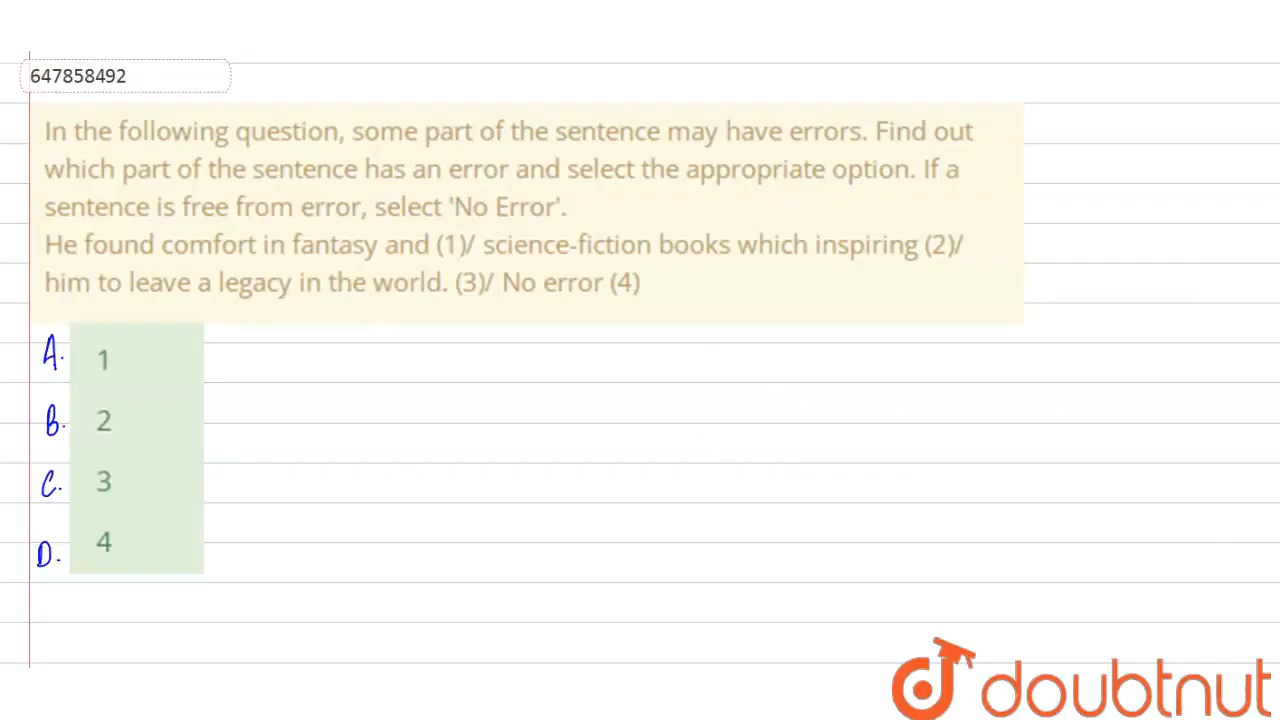 647858492
In the following question, some part of the sentence may have errors. Find out
which part of the sentence has an error and select the appropriate option. If a
sentence is free from error, select 'No Error'.
He found comfort in fantasy and (1)/ science-fiction books which inspiring (2)/
him to leave a legacy in the world. (3)/ No error (4)
A. 1
B. 2
C. 3
D. 4
doubtnut